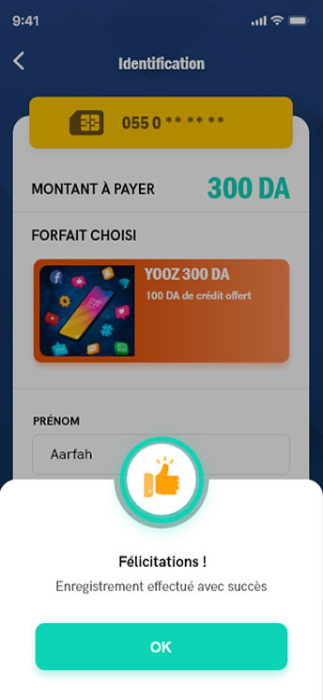 9:41
Identification
055 0 ** ** **
MONTANT À PAYER
300 DA
FORFAIT CHOISI
YOOZ 300 DA
100 DA de crédit offert
PRÉNOM
Aarfah
Félicitations !
Enregistrement effectué avec succès
OK